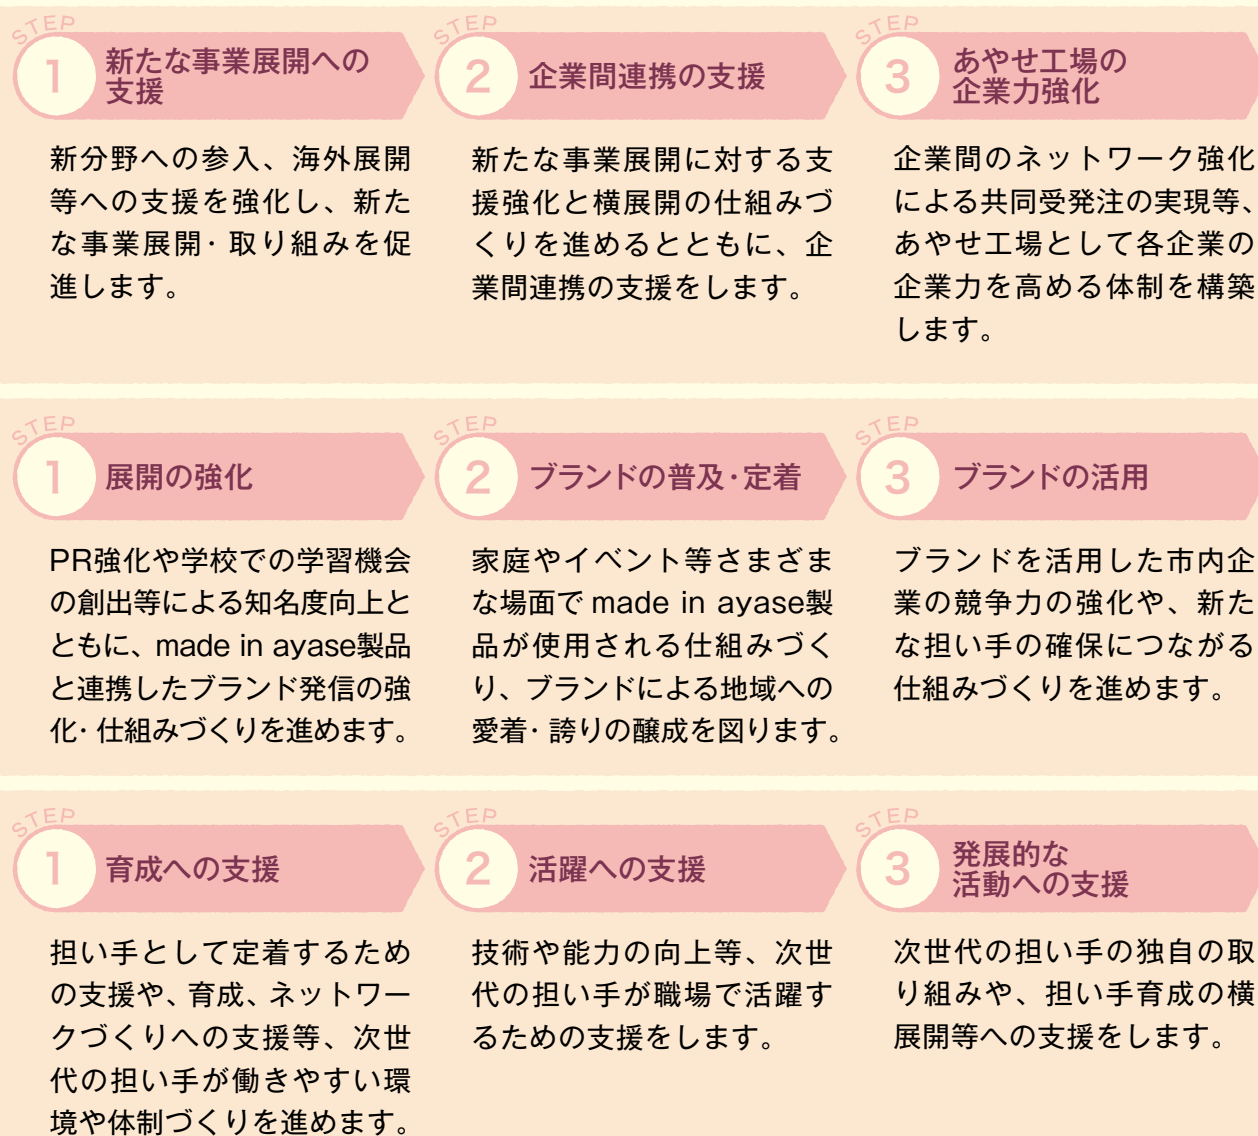 STEP
1
新たな事業展開への
支援
新分野への参入、海外展開
等への支援を強化し、新た
な事業展開・取り組みを促
進します。
STEP
2
企業間連携の支援
新たな事業展開に対する支
援強化と横展開の仕組みづ
くりを進めるとともに、企
業間連携の支援をします。
STEP
3
あやせ工場の
企業力強化
企業間のネットワーク強化
による共同受発注の実現等、
あやせ工場として各企業の
企業力を高める体制を構築
します。
STEP
1
展開の強化
PR強化や学校での学習機会
の創出等による知名度向上と
ともに、made in ayase製品
と連携したブランド発信の強
化・仕組みづくりを進めます。
STEP
2
ブランドの普及・定着
家庭やイベント等さまざま
な場面で made in ayase製
品が使用される仕組みづく
り、ブランドによる地域への
愛着・誇りの醸成を図ります。
STEP
3
ブランドの活用
ブランドを活用した市内企
業の競争力の強化や、新た
な担い手の確保につながる
仕組みづくりを進めます。
STEP
1
育成への支援
担い手として定着するため
の支援や、育成、ネットワー
クづくりへの支援等、次世
代の担い手が働きやすい環
境や体制づくりを進めます。
STEP
2
活躍への支援
技術や能力の向上等、次世
代の担い手が職場で活躍す
るための支援をします。
STEP
3
発展的な
活動への支援
次世代の担い手の独自の取
り組みや、担い手育成の横
展開等への支援をします。